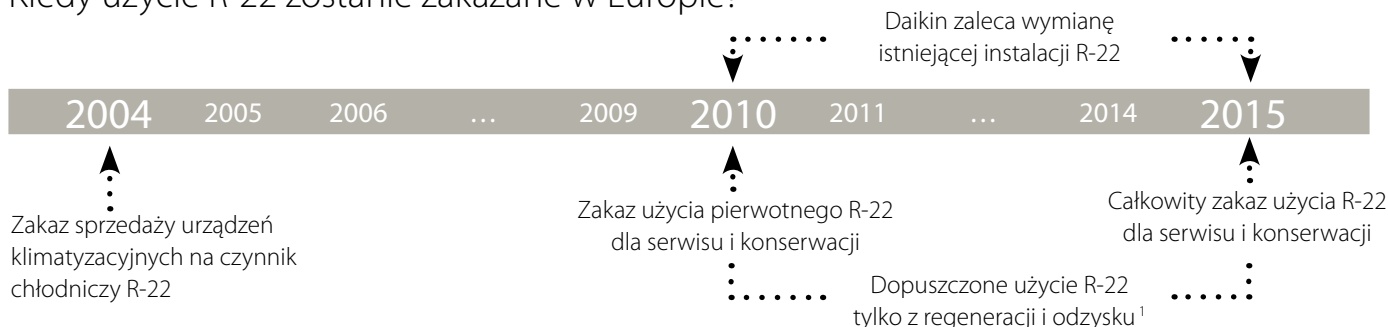 Kiedy użycie R-22 zostanie zakazane w Europie?
Daikin zaleca wymianę
istniejącej instalacji R-22
2004 2005 2006 ... 2009 2010 2011 ... 2014 2015
Zakaz sprzedaży urządzeń
klimatyzacyjnych na czynnik
chłodniczy R-22
Zakaz użycia pierwotnego R-22
dla serwisu i konserwacji
Całkowity zakaz użycia R-22
dla serwisu i konserwacji
Dopuszczone użycie R-22
tylko z regeneracji i odzysku ¹